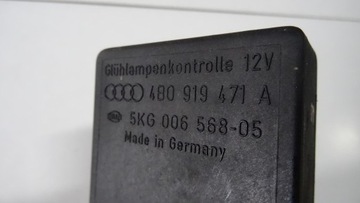 Glühlampenkontrolle 12V
4B0 919 471 A
5KG 006 568-05
Made in Germany